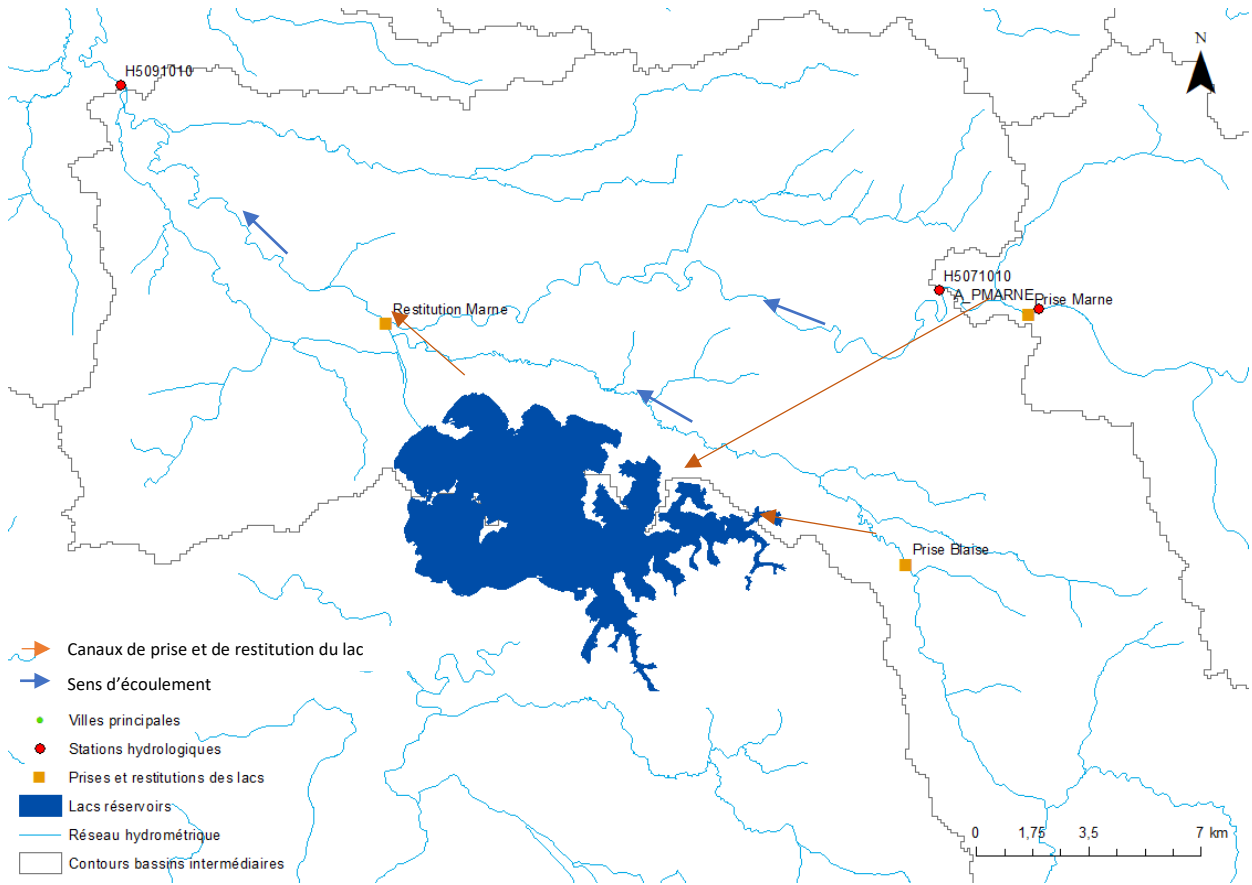 N
H5091010
H5071010
A_PMARNE
Prise Marne
Restitution Marne
Prise Blaise
Canaux de prise et de restitution du lac
Sens d'écoulement
Villes principales
Stations hydrologiques
Prises et restitutions des lacs
Lacs réservoirs
Réseau hydrométrique
Contours bassins intermédiaires
0 1,75 3,5 7 km